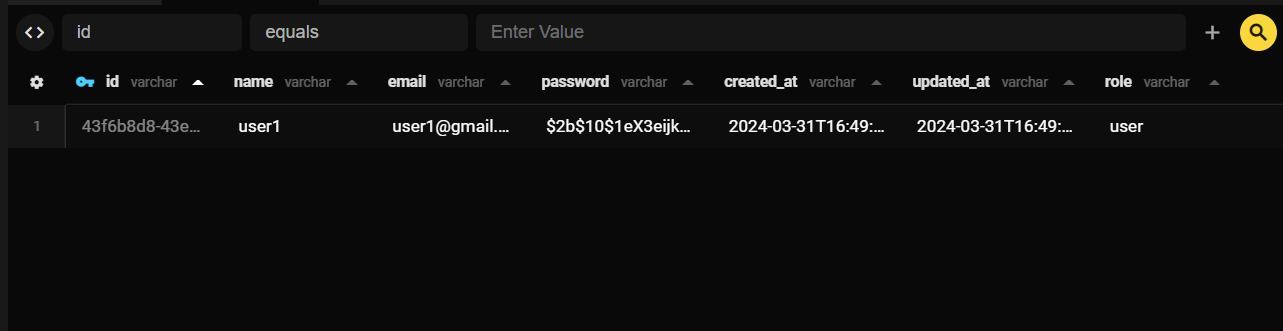 <> id equals Enter Value +
id varchar name varchar email varchar password varchar created_at varchar updated_at varchar role varchar
1 43f6b8d8-43e... user1 user1@gmail.... $2b$10$1eX3eijk... 2024-03-31T16:49:... 2024-03-31T16:49:... user